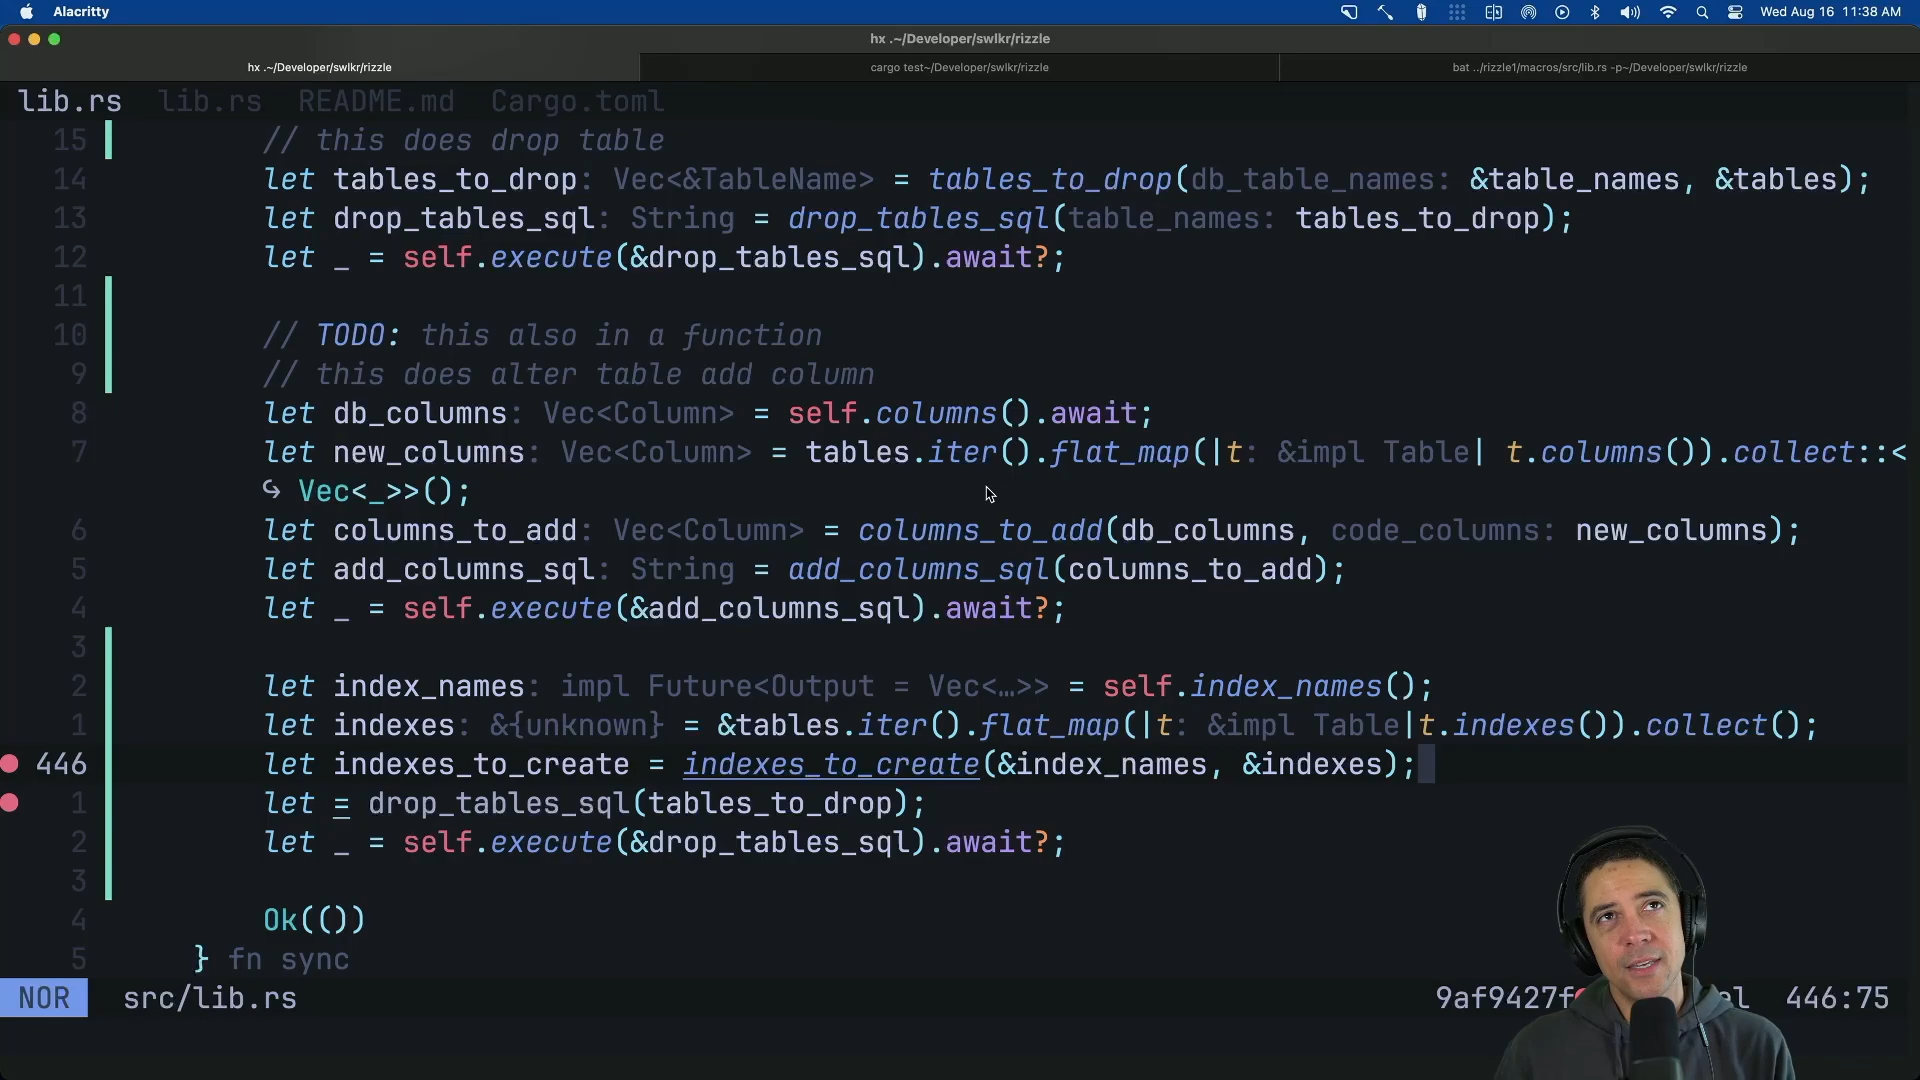 Alacritty
Wed Aug 16 11:38 AM
hx .~/Developer/swlkr/rizzle
hx .~/Developer/swlkr/rizzle
cargo test~/Developer/swlkr/rizzle
bat ../rizzle1/macros/src/lib.rs -p~/Developer/swlkr/rizzle
lib.rs lib.rs README.md Cargo.toml
15 // this does drop table
14 let tables_to_drop: Vec<&TableName> = tables_to_drop(db_table_names: &table_names, &tables);
13 let drop_tables_sql: String = drop_tables_sql(table_names: tables_to_drop);
12 let _ = self.execute(&drop_tables_sql).await?;
11
10 // TODO: this also in a function
9 // this does alter table add column
8 let db_columns: Vec<Column> = self.columns().await;
7 let new_columns: Vec<Column> = tables.iter().flat_map(|t: &impl Table| t.columns()).collect::<
↪ Vec<_>>();
6 let columns_to_add: Vec<Column> = columns_to_add(db_columns, code_columns: new_columns);
5 let add_columns_sql: String = add_columns_sql(columns_to_add);
4 let _ = self.execute(&add_columns_sql).await?;
3
2 let index_names: impl Future<Output = Vec<…>> = self.index_names();
1 let indexes: &{unknown} = &tables.iter().flat_map(|t: &impl Table|t.indexes()).collect();
446 let indexes_to_create = indexes_to_create(&index_names, &indexes);
1 let = drop_tables_sql(tables_to_drop);
2 let _ = self.execute(&drop_tables_sql).await?;
3
4 Ok(())
5 } fn sync
NOR src/lib.rs 9af9427f 446:75